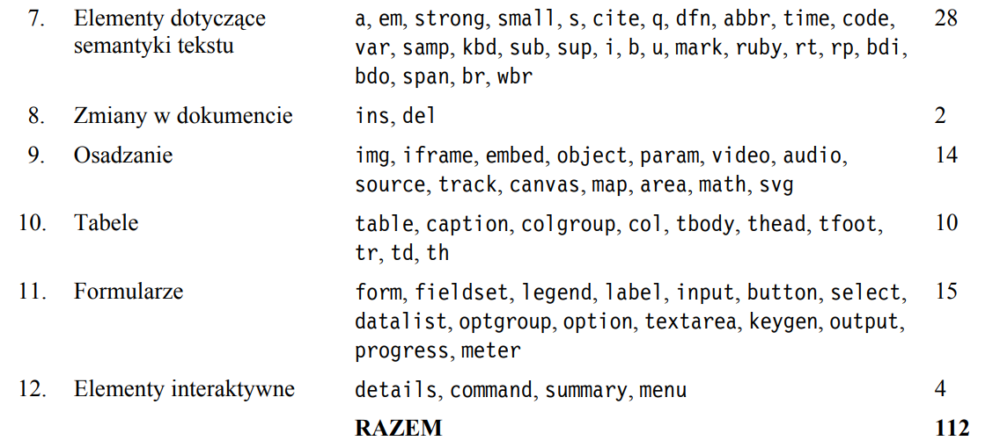 7. Elementy dotyczące a, em, strong, small, s, cite, q, dfn, abbr, time, code, 28
semantyki tekstu var, samp, kbd, sub, sup, i, b, u, mark, ruby, rt, rp, bdi,
bdo, span, br, wbr
8. Zmiany w dokumencie ins, del 2
9. Osadzanie img, iframe, embed, object, param, video, audio, 14
source, track, canvas, map, area, math, svg
10. Tabele table, caption, colgroup, col, tbody, thead, tfoot, 10
tr, td, th
11. Formularze form, fieldset, legend, label, input, button, select, 15
datalist, optgroup, option, textarea, keygen, output,
progress, meter
12. Elementy interaktywne details, command, summary, menu 4
RAZEM 112